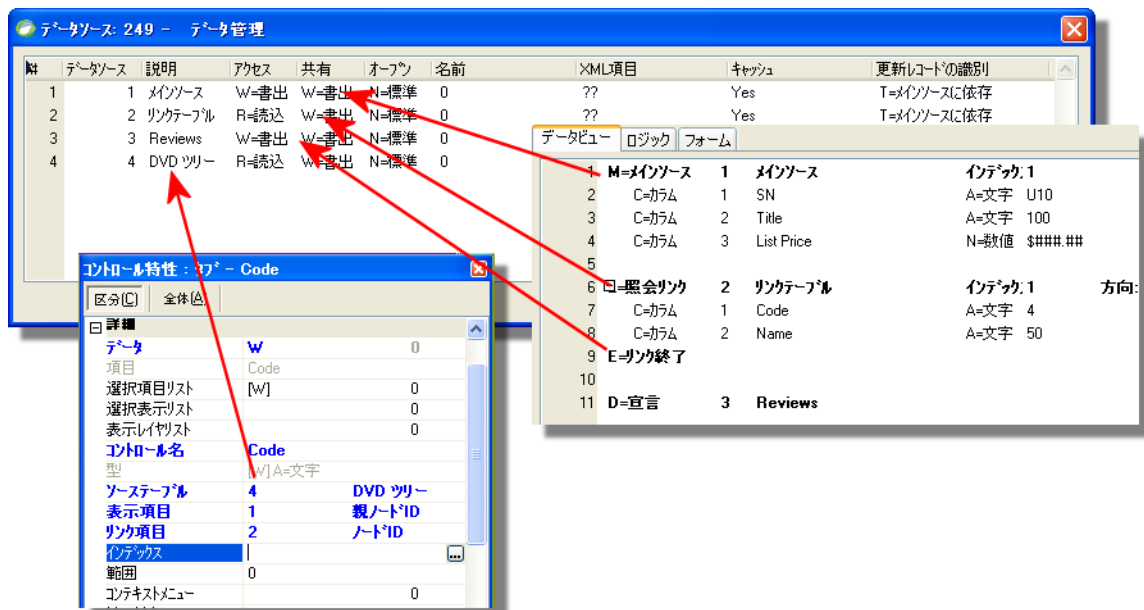 データソース: 249 - データ管理
# データソース 説明 アクセス 共有 オープン 名前 XML項目 キャッシュ 更新レコードの識別
1 1 メインソース W=書出 W=書出 N=標準 0 ?? Yes T=メインソースに依存
2 2 リンクテーブル R=読込 W=書出 N=標準 0 ?? Yes T=メインソースに依存
3 3 Reviews W=書出 W=書出 N=標準 0
4 4 DVD ツリー R=読込 W=書出 N=標準 0
データビュー ロジック フォーム
1 M=メインソース 1 メインソース インデックス: 1
2 C=カラム 1 SN A=文字 U10
3 C=カラム 2 Title A=文字 100
4 C=カラム 3 List Price N=数値 $###.##
5
6 =照会リンク 2 リンクテーブル インデックス: 1 方向:
7 C=カラム 1 Code A=文字 4
8 C=カラム 2 Name A=文字 50
9 E=リンク終了
10
11 D=宣言 3 Reviews
コントロール特性 : タブ - Code
区分(C) 全体(A)
詳細
データ W 0
項目 Code
選択項目リスト [W] 0
選択表示リスト 0
表示レイヤリスト 0
コントロール名 Code
型 [W] A=文字
ソーステーブル 4 DVD ツリー
表示項目 1 親ノードID
リンク項目 2 ノードID
インデックス ...
範囲 0
コンテキストメニュー 0